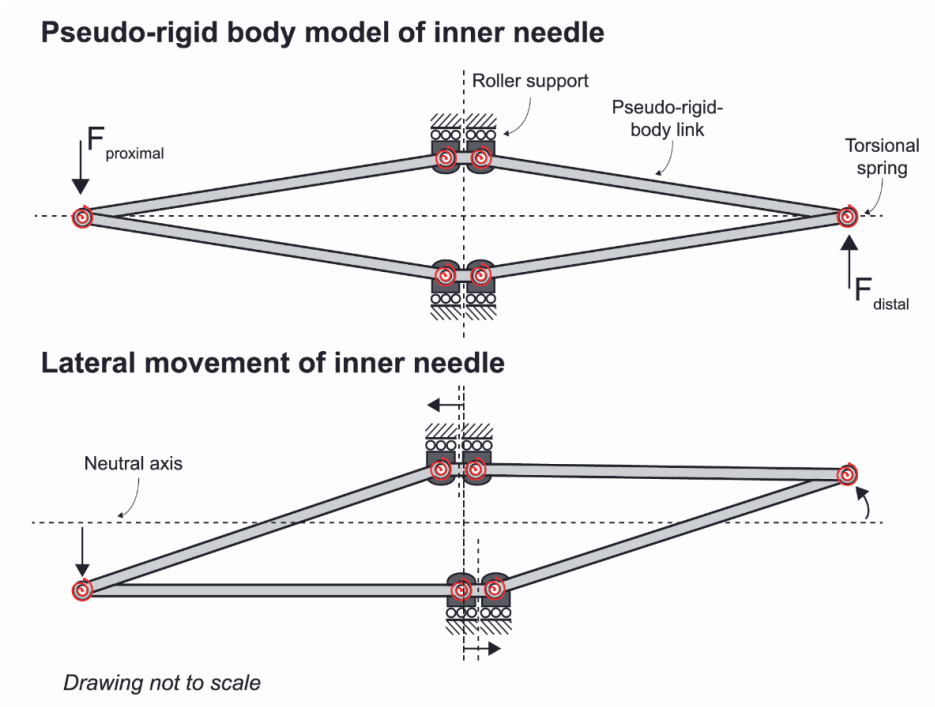 Pseudo-rigid body model of inner needle
Roller support
Pseudo-rigid-
body link
Torsional
spring
F proximal
F distal
Lateral movement of inner needle
Neutral axis
Drawing not to scale